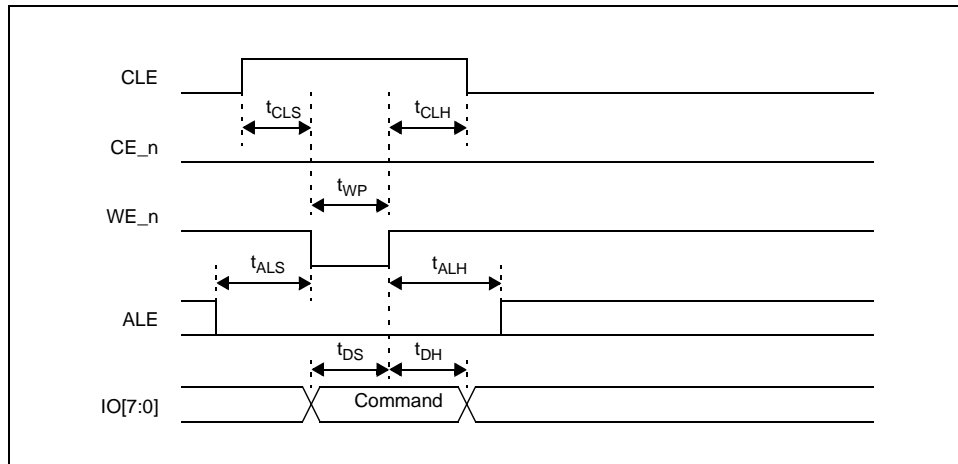 CLE
tCLS
tCLH
CE_n
tWP
WE_n
tALS
tALH
ALE
tDS
tDH
IO[7:0]
Command